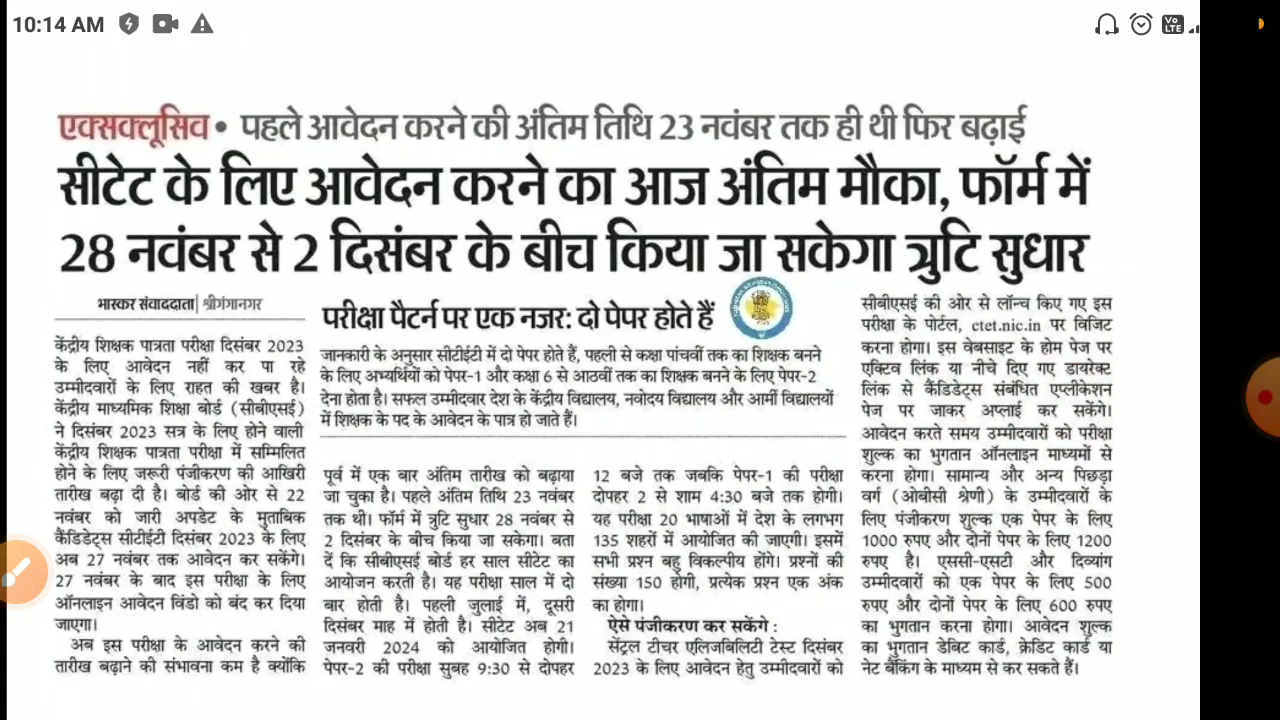 10:14 AM
Vo LTE
एक्सक्लूसिव • पहले आवेदन करने की अंतिम तिथि 23 नवंबर तक ही थी फिर बढ़ाई
सीटेट के लिए आवेदन करने का आज अंतिम मौका, फॉर्म में
28 नवंबर से 2 दिसंबर के बीच किया जा सकेगा त्रुटि सुधार
भास्कर संवाददाता| श्रीगंगानगर
केंद्रीय शिक्षक पात्रता परीक्षा दिसंबर 2023
के लिए आवेदन नहीं कर पा रहे
उम्मीदवारों के लिए राहत की खबर है।
केंद्रीय माध्यमिक शिक्षा बोर्ड (सीबीएसई)
ने दिसंबर 2023 सत्र के लिए होने वाली
केंद्रीय शिक्षक पात्रता परीक्षा में सम्मिलित
होने के लिए जरूरी पंजीकरण की आखिरी
तारीख बढ़ा दी है। बोर्ड की ओर से 22
नवंबर को जारी अपडेट के मुताबिक
कैंडिडेट्स सीटीईटी दिसंबर 2023 के लिए
अब 27 नवंबर तक आवेदन कर सकेंगे।
27 नवंबर के बाद इस परीक्षा के लिए
ऑनलाइन आवेदन विंडो को बंद कर दिया
जाएगा।
अब इस परीक्षा के आवेदन करने की
तारीख बढ़ाने की संभावना कम है क्योंकि
परीक्षा पैटर्न पर एक नजर: दो पेपर होते हैं
जानकारी के अनुसार सीटीईटी में दो पेपर होते हैं, पहली से कक्षा पांचवीं तक का शिक्षक बनने
के लिए अभ्यर्थियों को पेपर-1 और कक्षा 6 से आठवीं तक का शिक्षक बनने के लिए पेपर-2
देना होता है। सफल उम्मीदवार देश के केंद्रीय विद्यालय, नवोदय विद्यालय और आर्मी विद्यालयों
में शिक्षक के पद के आवेदन के पात्र हो जाते हैं।
पूर्व में एक बार अंतिम तारीख को बढ़ाया
जा चुका है। पहले अंतिम तिथि 23 नवंबर
तक थी। फॉर्म में त्रुटि सुधार 28 नवंबर से
2 दिसंबर के बीच किया जा सकेगा। बता
दें कि सीबीएसई बोर्ड हर साल सीटेट का
आयोजन करती है। यह परीक्षा साल में दो
बार होती है। पहली जुलाई में, दूसरी
दिसंबर माह में होती है। सीटेट अब 21
जनवरी 2024 को आयोजित होगी।
पेपर-2 की परीक्षा सुबह 9:30 से दोपहर
12 बजे तक जबकि पेपर-1 की परीक्षा
दोपहर 2 से शाम 4:30 बजे तक होगी।
यह परीक्षा 20 भाषाओं में देश के लगभग
135 शहरों में आयोजित की जाएगी। इसमें
सभी प्रश्न बहु विकल्पीय होंगे। प्रश्नों की
संख्या 150 होगी, प्रत्येक प्रश्न एक अंक
का होगा।
ऐसे पंजीकरण कर सकेंगे :
सेंट्रल टीचर एलिजबिलिटी टेस्ट दिसंबर
2023 के लिए आवेदन हेतु उम्मीदवारों को
सीबीएसई की ओर से लॉन्च किए गए इस
परीक्षा के पोर्टल, ctet.nic.in पर विजिट
करना होगा। इस वेबसाइट के होम पेज पर
एक्टिव लिंक या नीचे दिए गए डायरेक्ट
लिंक से कैंडिडेट्स संबंधित एप्लीकेशन
पेज पर जाकर अप्लाई कर सकेंगे।
आवेदन करते समय उम्मीदवारों को परीक्षा
शुल्क का भुगतान ऑनलाइन माध्यमों से
करना होगा। सामान्य और अन्य पिछड़ा
वर्ग (ओबीसी श्रेणी) के उम्मीदवारों के
लिए पंजीकरण शुल्क एक पेपर के लिए
1000 रुपए और दोनों पेपर के लिए 1200
रुपए है। एससी-एसटी और दिव्यांग
उम्मीदवारों को एक पेपर के लिए 500
रुपए और दोनों पेपर के लिए 600 रुपए
का भुगतान करना होगा। आवेदन शुल्क
का भुगतान डेबिट कार्ड, क्रेडिट कार्ड या
नेट बैंकिंग के माध्यम से कर सकते हैं।